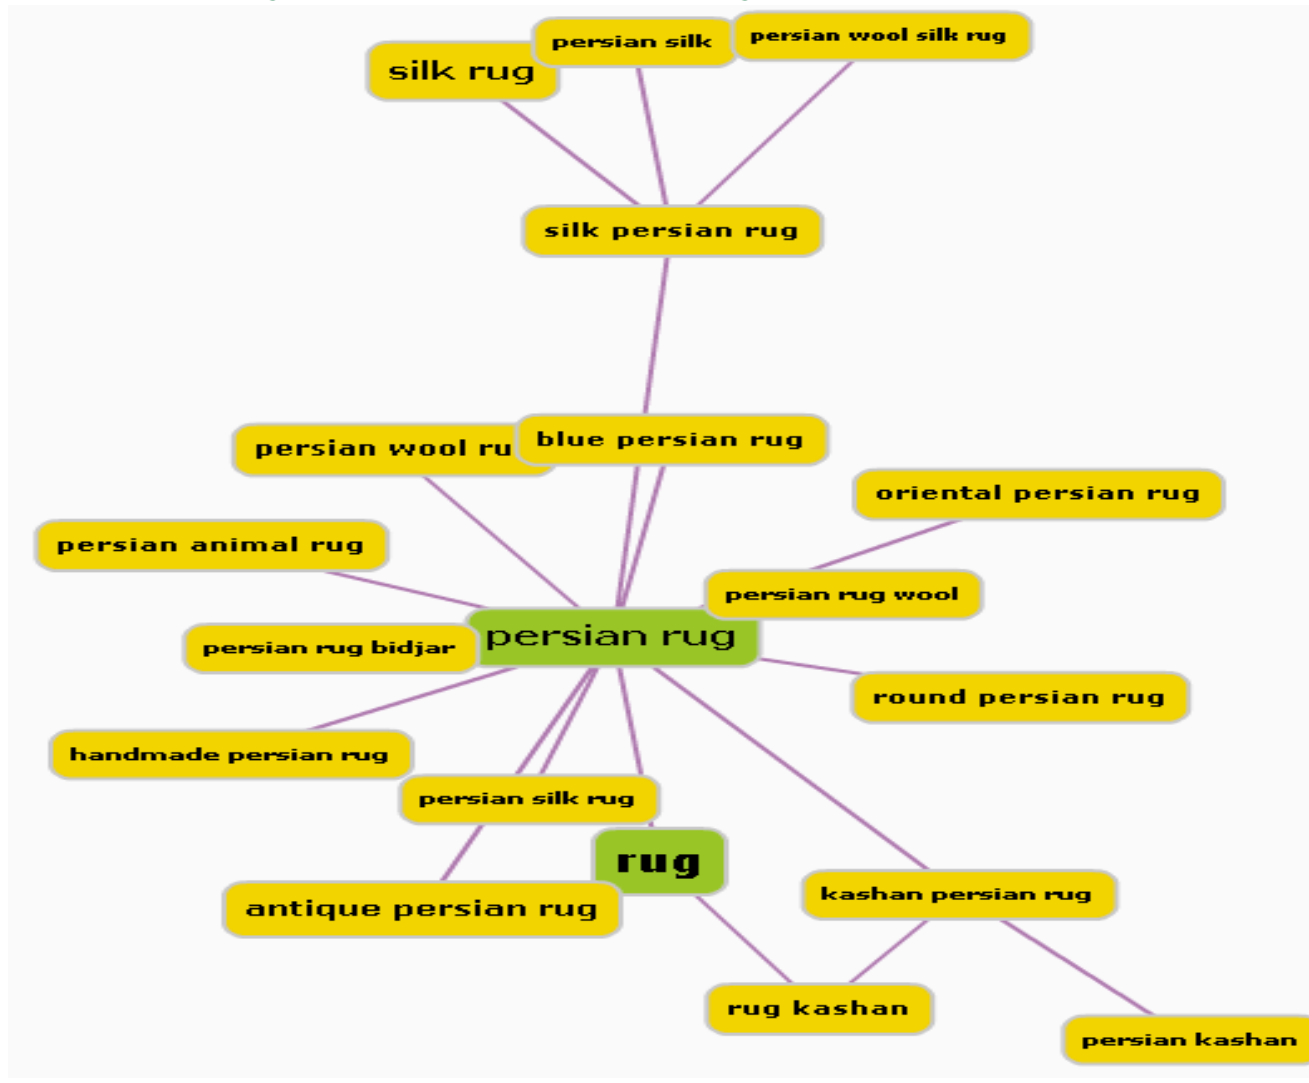 persian silk
persian wool silk rug
silk rug
silk persian rug
blue persian rug
persian wool ru
oriental persian rug
persian animal rug
persian rug wool
persian rug
persian rug bidjar
round persian rug
handmade persian rug
persian silk rug
rug
kashan persian rug
antique persian rug
rug kashan
persian kashan